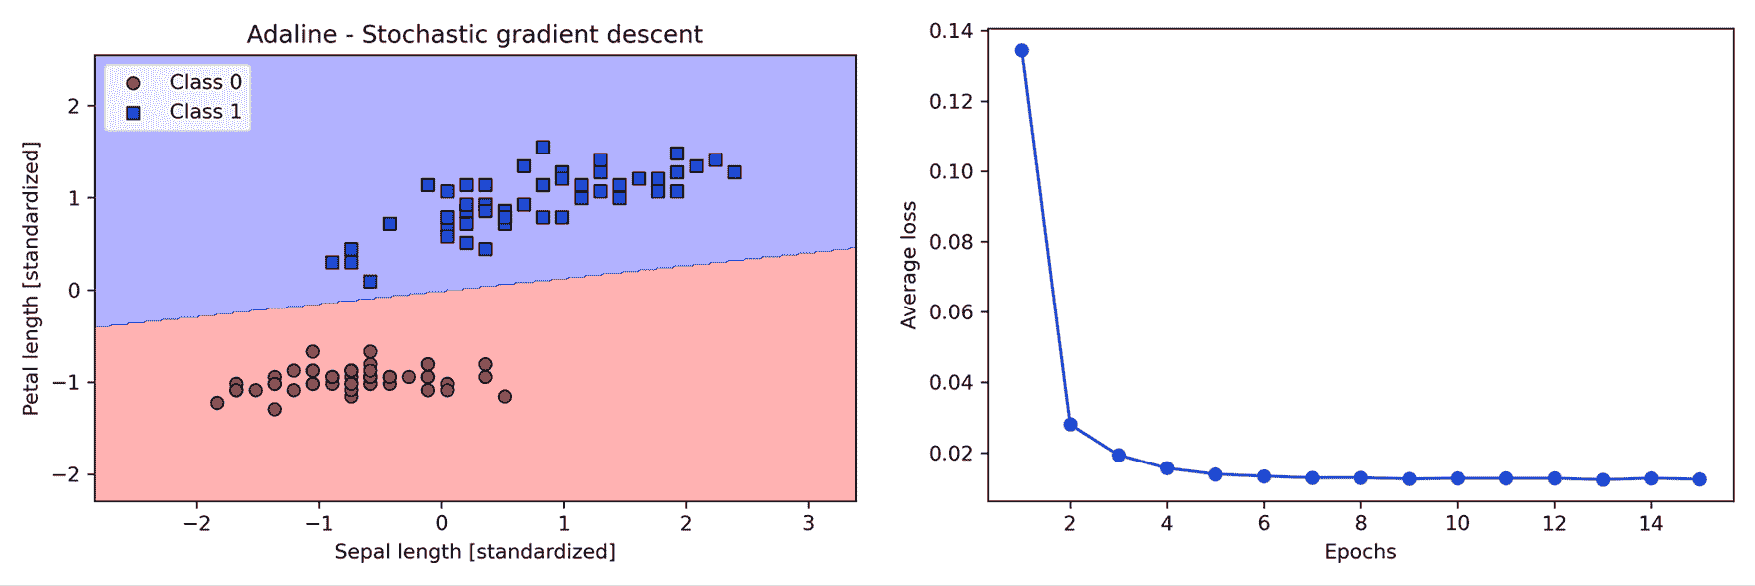 Adaline - Stochastic gradient descent
Class 0
Class 1
2
1
0
−1
−2
Petal length [standardized]
−2 −1 0 1 2 3
Sepal length [standardized]
0.14
0.12
0.10
0.08
0.06
0.04
0.02
Average loss
2 4 6 8 10 12 14
Epochs